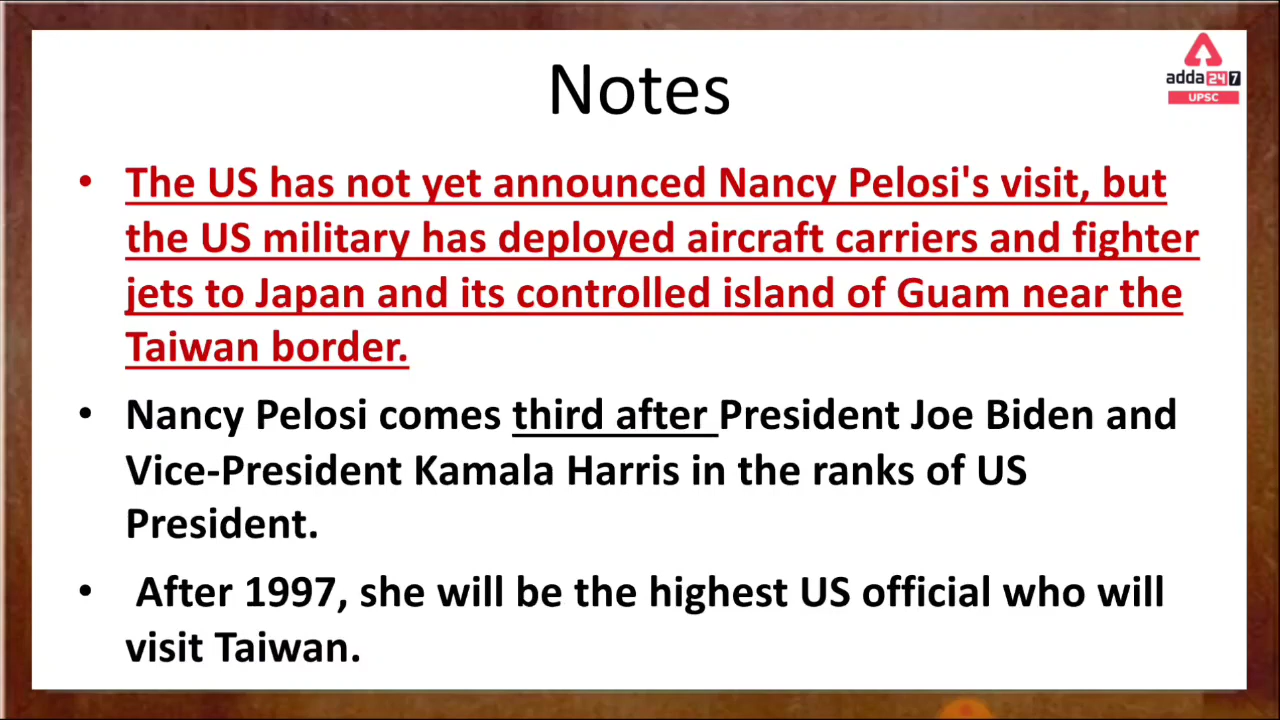 Notes
adda247
UPSC
• The US has not yet announced Nancy Pelosi's visit, but
the US military has deployed aircraft carriers and fighter
jets to Japan and its controlled island of Guam near the
Taiwan border.
• Nancy Pelosi comes third after President Joe Biden and
Vice-President Kamala Harris in the ranks of US
President.
• After 1997, she will be the highest US official who will
visit Taiwan.